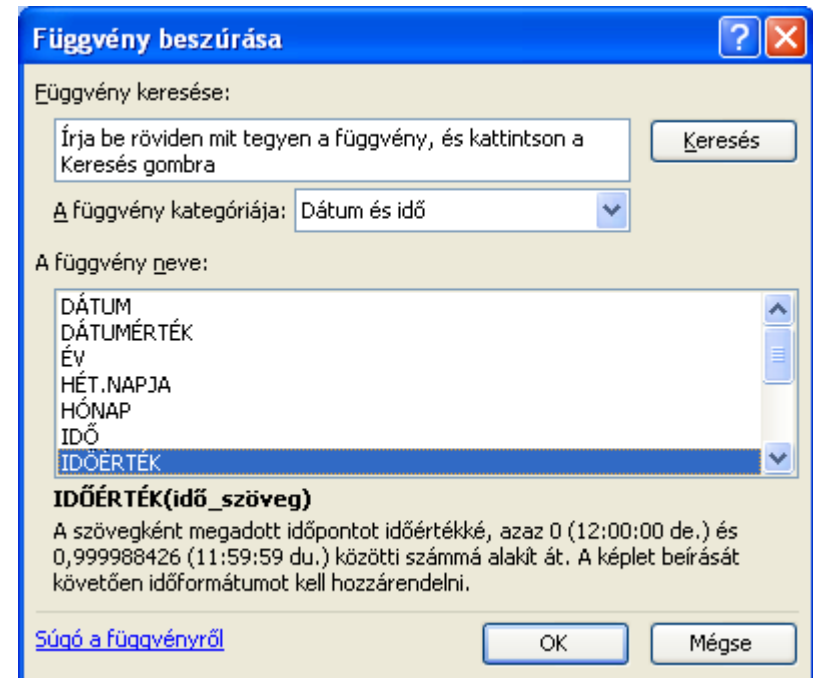 Függvény beszúrása
Függvény keresése:
Írja be röviden mit tegyen a függvény, és kattintson a
Keresés gombra
Keresés
A függvény kategóriája: Dátum és idő
A függvény neve:
DÁTUM
DÁTUMÉRTÉK
ÉV
HÉT.NAPJA
HÓNAP
IDŐ
IDŐÉRTÉK
IDŐÉRTÉK(idő_szöveg)
A szövegként megadott időpontot időértékké, azaz 0 (12:00:00 de.) és
0,999988426 (11:59:59 du.) közötti számmá alakít át. A képlet beírását
követően időformátumot kell hozzárendelni.
Súgó a függvényről
OK
Mégse